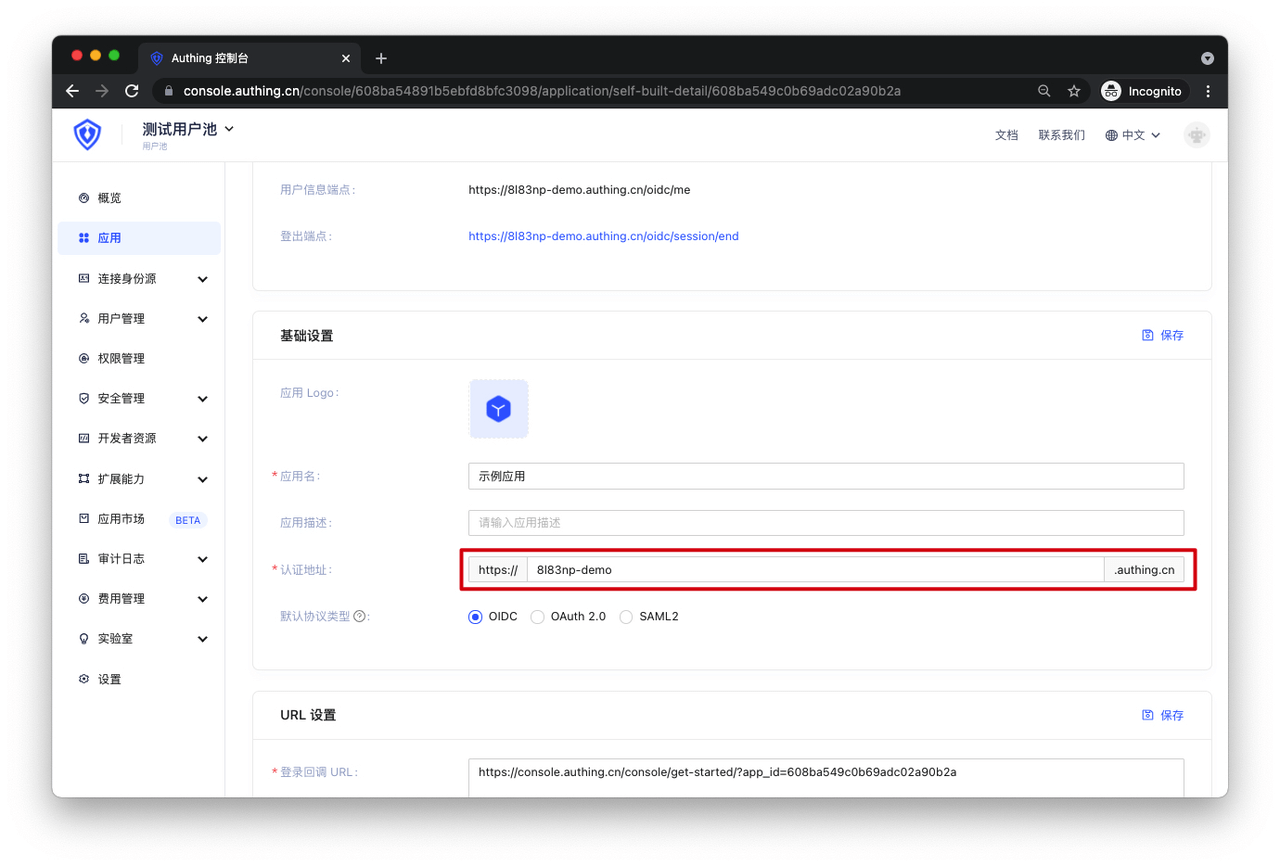 Authing 控制台
console.authing.cn/console/608ba54891b5ebfd8bfc3098/application/self-built-detail/608ba549c0b69adc02a90b2a
Incognito
测试用户池
用户池
文档 联系我们 中文
概览
应用
连接身份源
用户管理
权限管理
安全管理
开发者资源
扩展能力
应用市场 BETA
审计日志
费用管理
实验室
设置
用户信息端点: https://8l83np-demo.authing.cn/oidc/me
登出端点: https://8l83np-demo.authing.cn/oidc/session/end
基础设置 保存
应用 Logo:
* 应用名: 示例应用
应用描述: 请输入应用描述
* 认证地址: https:// 8l83np-demo .authing.cn
默认协议类型 ?: OIDC OAuth 2.0 SAML2
URL 设置 保存
* 登录回调 URL: https://console.authing.cn/console/get-started/?app_id=608ba549c0b69adc02a90b2a